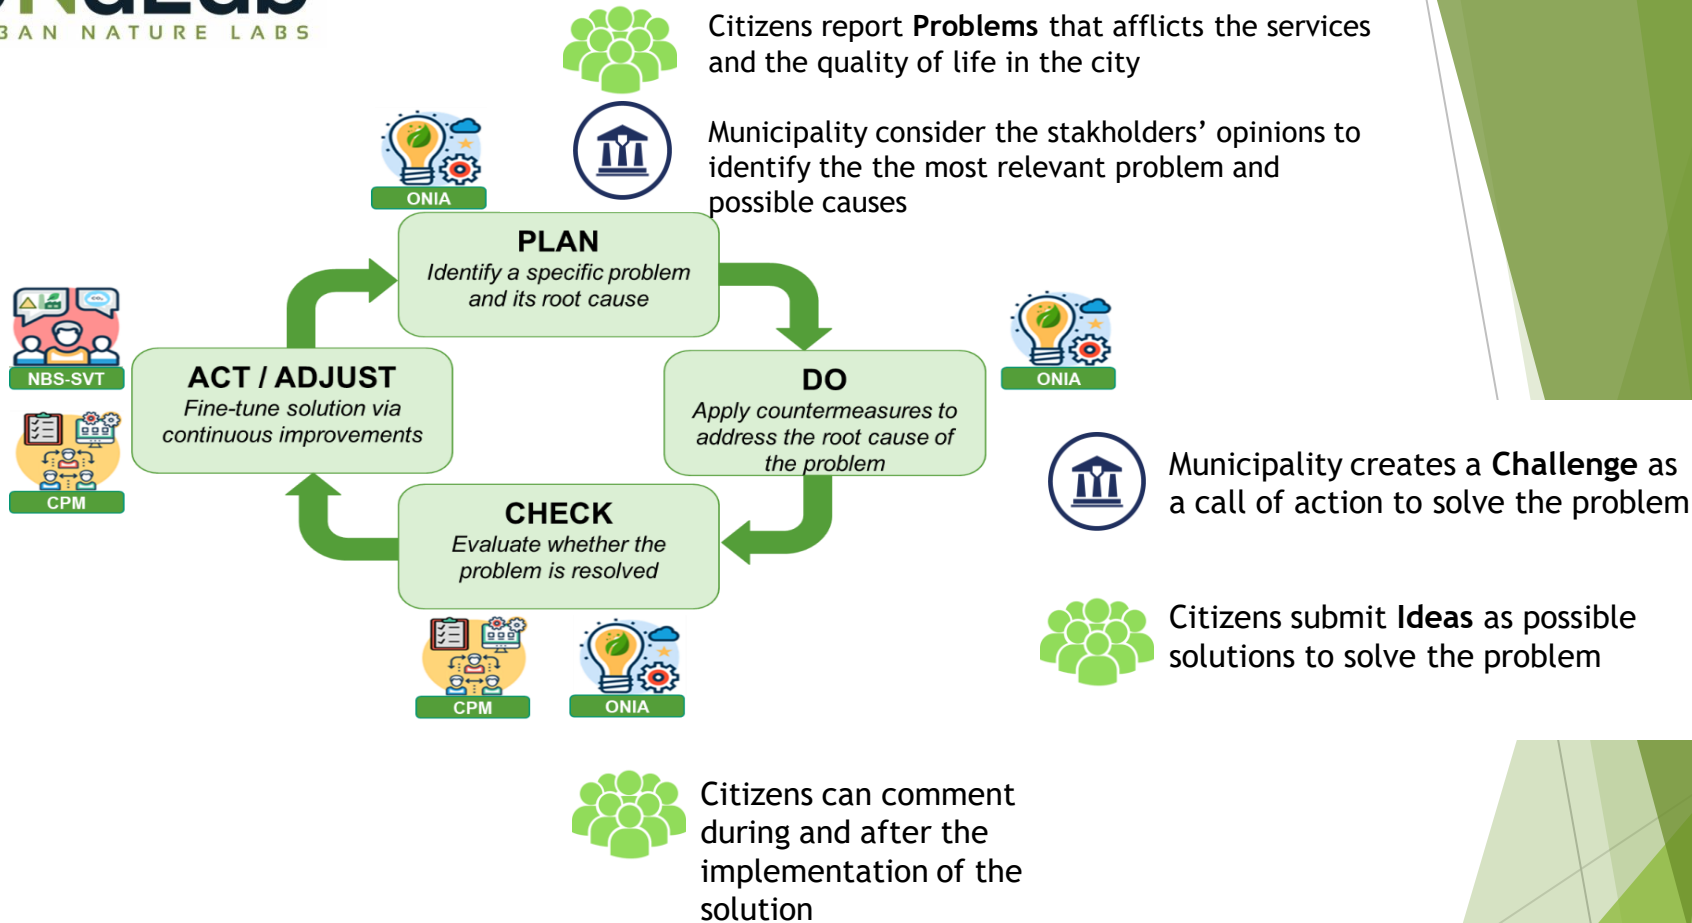 URBAN NATURE LABS
Citizens report Problems that afflicts the services
and the quality of life in the city
Municipality consider the stakholders’ opinions to
identify the the most relevant problem and
possible causes
ONIA
PLAN
Identify a specific problem
and its root cause
NBS-SVT
CPM
ACT / ADJUST
Fine-tune solution via
continuous improvements
DO
Apply countermeasures to
address the root cause of
the problem
ONIA
CHECK
Evaluate whether the
problem is resolved
CPM
ONIA
Municipality creates a Challenge as
a call of action to solve the problem
Citizens submit Ideas as possible
solutions to solve the problem
Citizens can comment
during and after the
implementation of the
solution